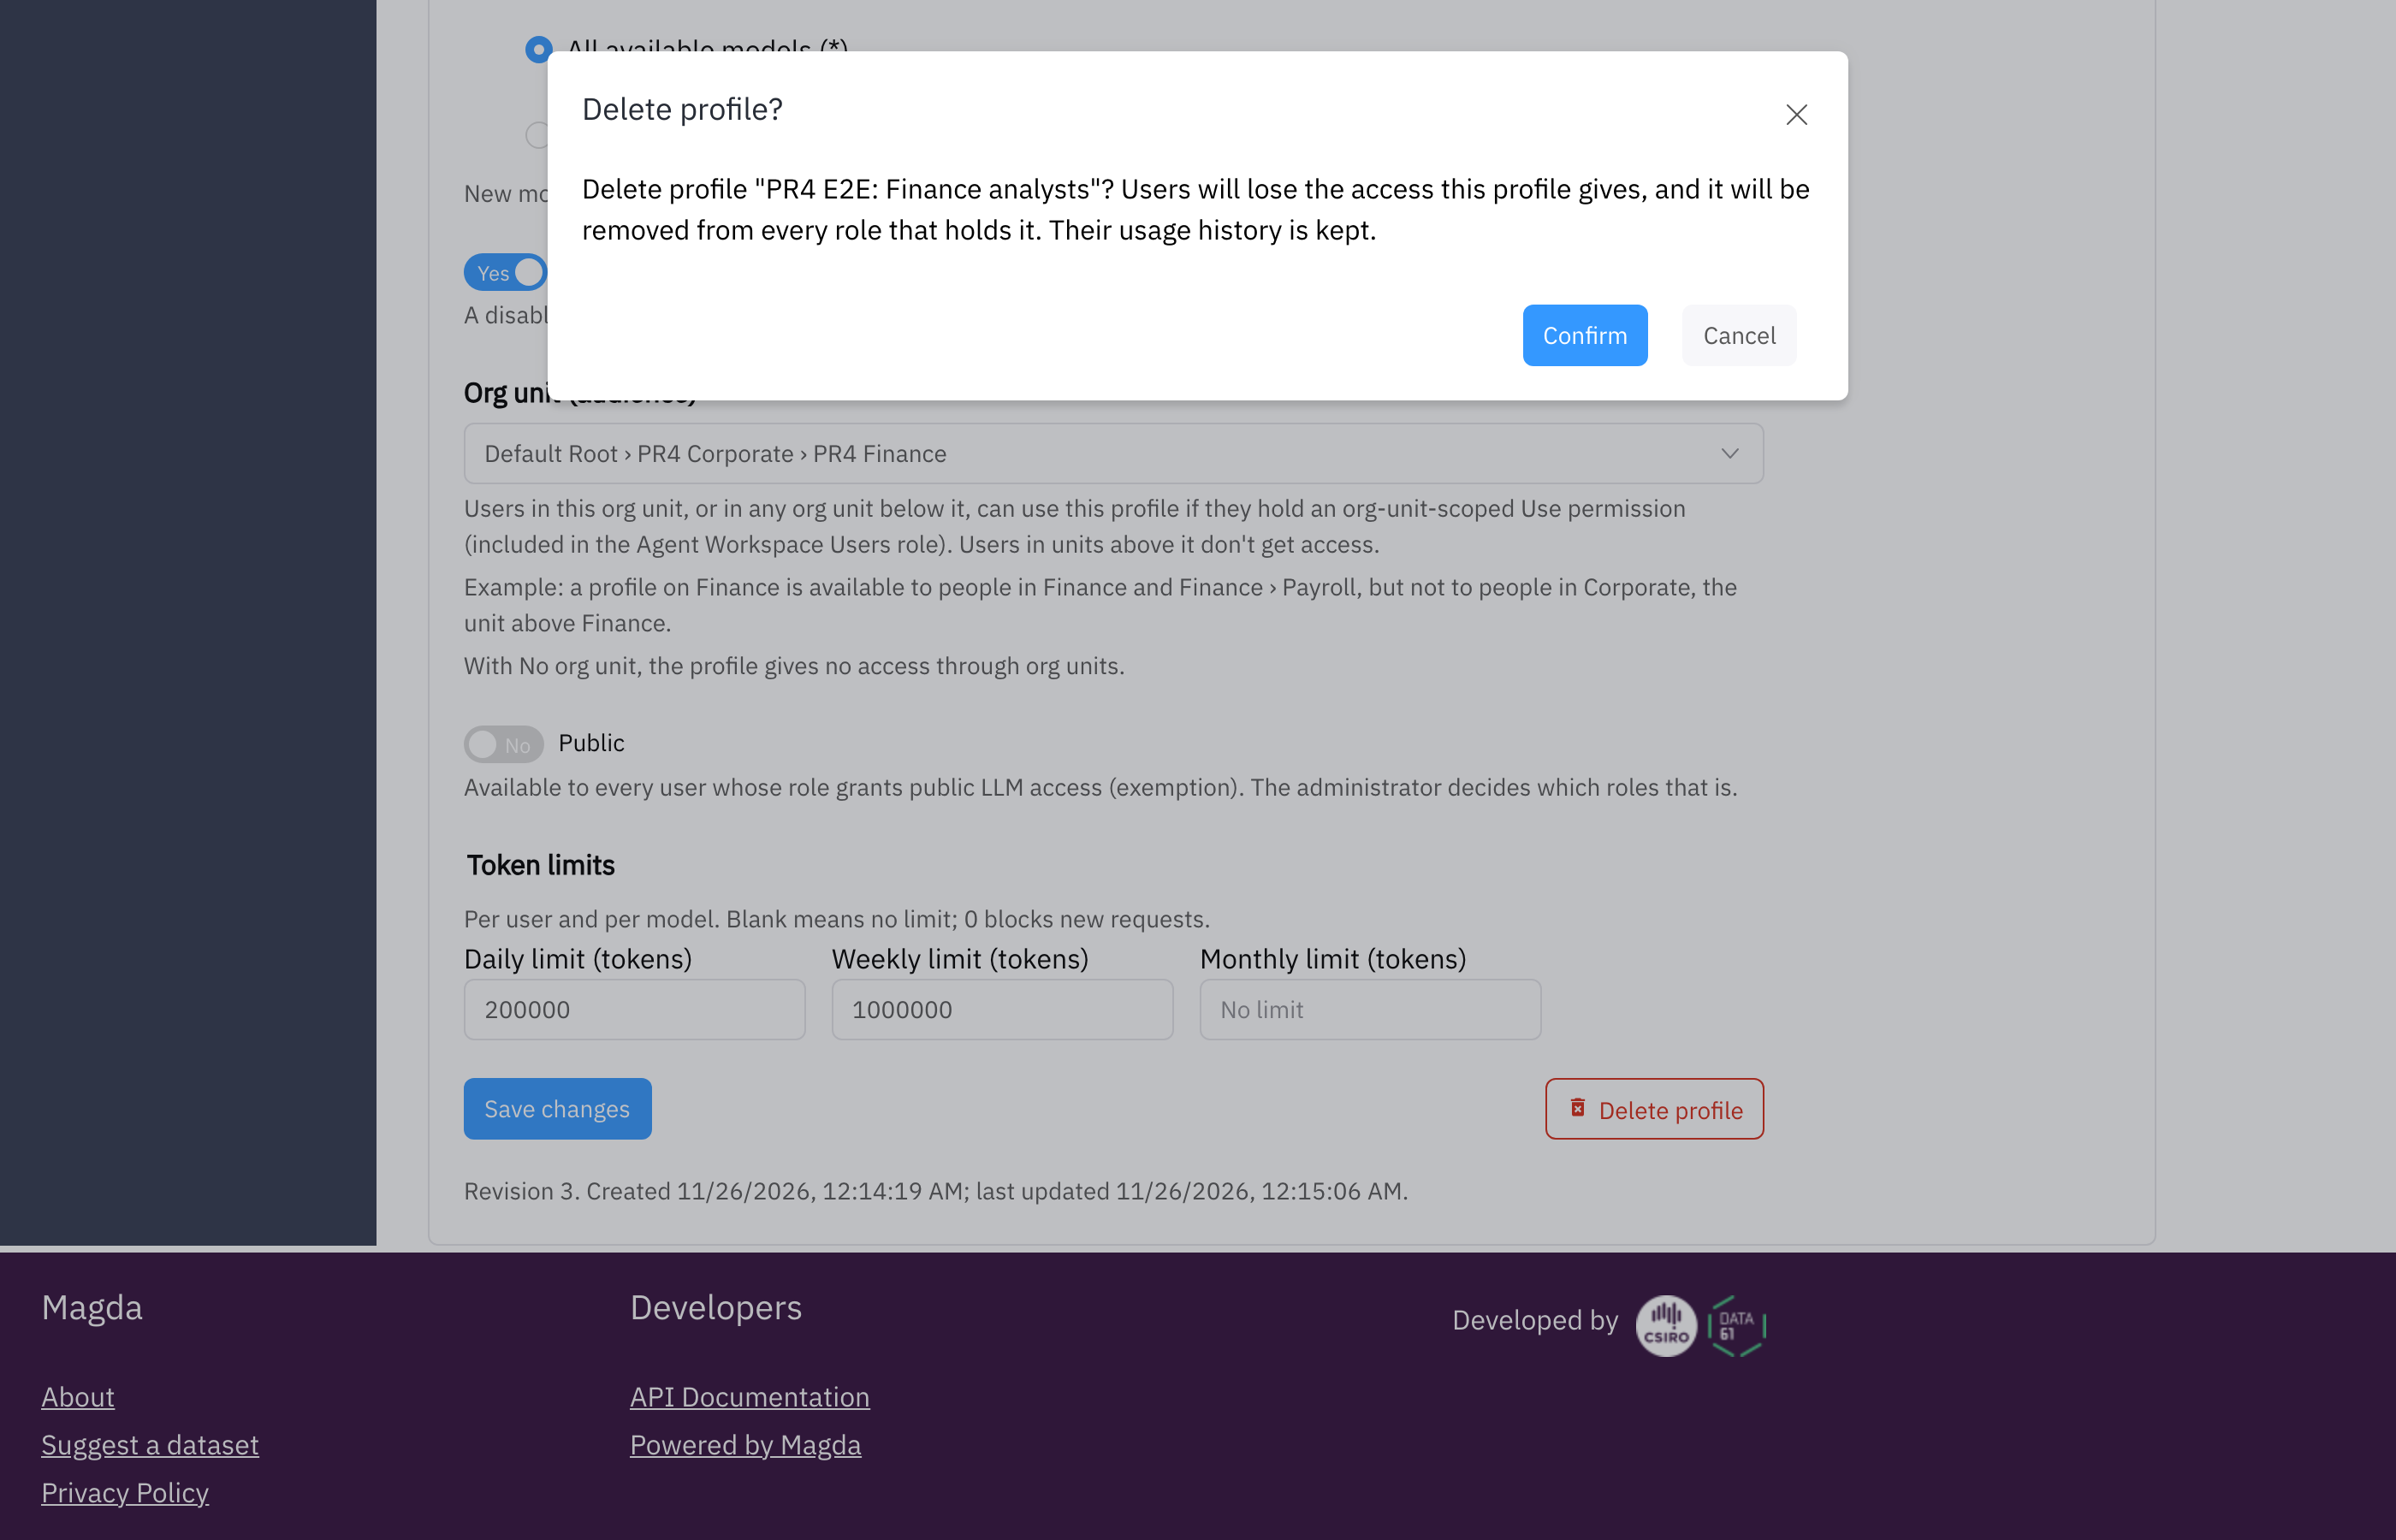 All available models (*)
Delete profile?
Delete profile "PR4 E2E: Finance analysts"? Users will lose the access this profile gives, and it will be
removed from every role that holds it. Their usage history is kept.
New
Yes
A
Confirm
Cancel
Org unit (audience)
Default Root › PR4 Corporate › PR4 Finance
Users in this org unit, or in any org unit below it, can use this profile if they hold an org-unit-scoped Use permission
(included in the Agent Workspace Users role). Users in units above it don't get access.
Example: a profile on Finance is available to people in Finance and Finance › Payroll, but not to people in Corporate, the
unit above Finance.
With No org unit, the profile gives no access through org units.
No Public
Available to every user whose role grants public LLM access (exemption). The administrator decides which roles that is.
Token limits
Per user and per model. Blank means no limit; 0 blocks new requests.
Daily limit (tokens) Weekly limit (tokens) Monthly limit (tokens)
200000 1000000 No limit
Save changes
Delete profile
Revision 3. Created 11/26/2026, 12:14:19 AM; last updated 11/26/2026, 12:15:06 AM.
Magda
About
Suggest a dataset
Privacy Policy
Developers
API Documentation
Powered by Magda
Developed by
CSIRO
DATA
61